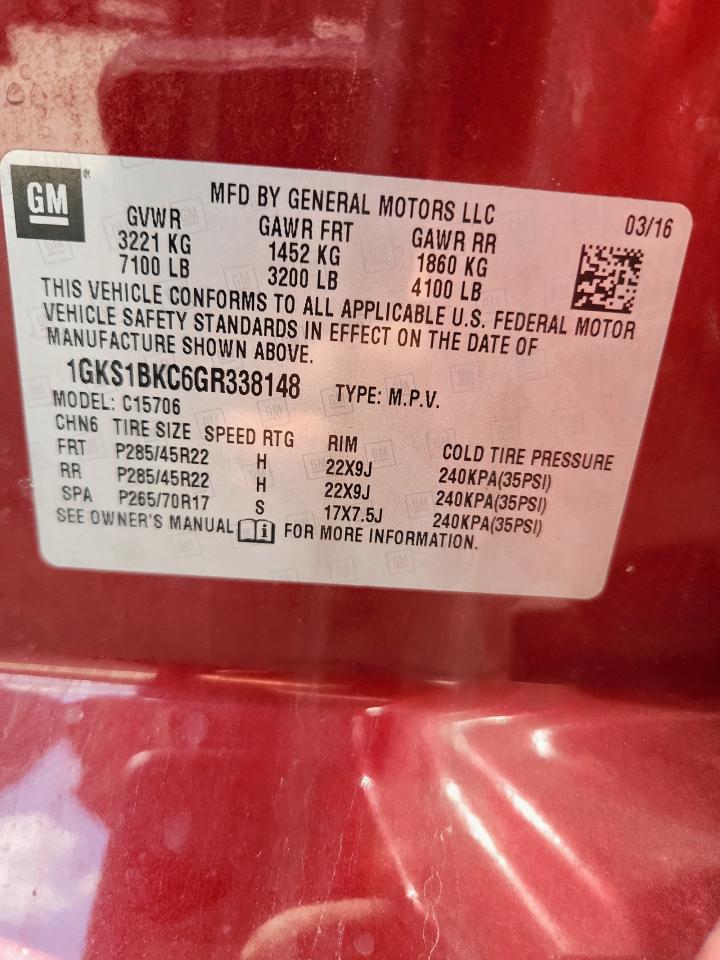 GM®
MFD BY GENERAL MOTORS LLC 03/16
GVWR GAWR FRT GAWR RR
3221 KG 1452 KG 1860 KG
7100 LB 3200 LB 4100 LB
THIS VEHICLE CONFORMS TO ALL APPLICABLE U.S. FEDERAL MOTOR
VEHICLE SAFETY STANDARDS IN EFFECT ON THE DATE OF
MANUFACTURE SHOWN ABOVE.
1GKS1BKC6GR338148 TYPE: M.P.V.
MODEL: C15706
CHN6 TIRE SIZE SPEED RTG RIM COLD TIRE PRESSURE
FRT P285/45R22 H 22X9J 240KPA(35PSI)
RR P285/45R22 H 22X9J 240KPA(35PSI)
SPA P265/70R17 S 17X7.5J 240KPA(35PSI)
SEE OWNER'S MANUAL FOR MORE INFORMATION.